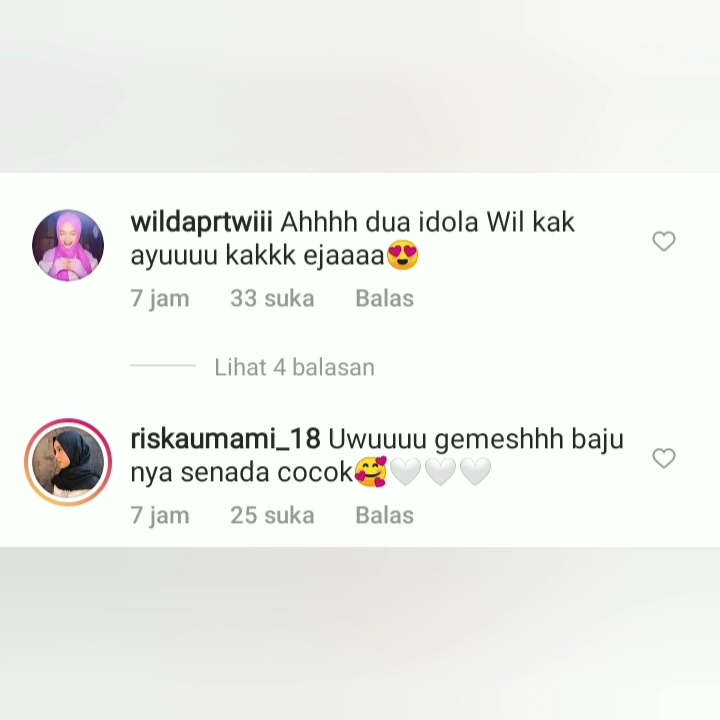 wildaprtwiii Ahhhh dua idola Wil kak
ayuuuu kakkk ejaaaa😍
7 jam 33 suka Balas
Lihat 4 balasan
riskaumami_18 Uwuuuu gemeshhh baju
nya senada cocok🥰🤍🤍🤍
7 jam 25 suka Balas